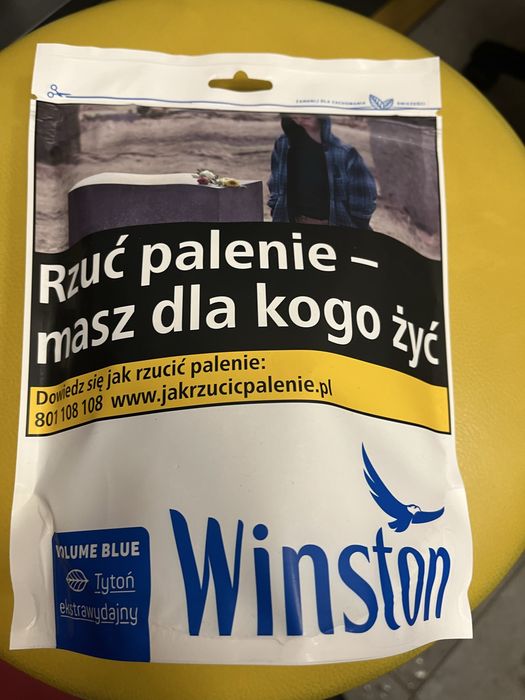 ZAMKNIJ DLA ZACHOWANIA ŚWIEŻOŚCI
Rzuć palenie –
masz dla kogo żyć
Dowiedz się jak rzucić palenie:
801 108 108 www.jakrzucicpalenie.pl
VOLUME BLUE
Tytoń
ekstrawydajny
Winston